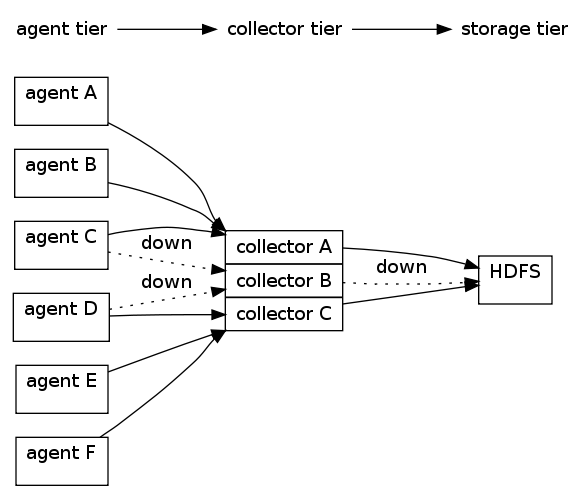 agent tier
collector tier
storage tier
agent A
agent B
agent C
down
collector A
collector B
down
HDFS
down
agent D
collector C
agent E
agent F